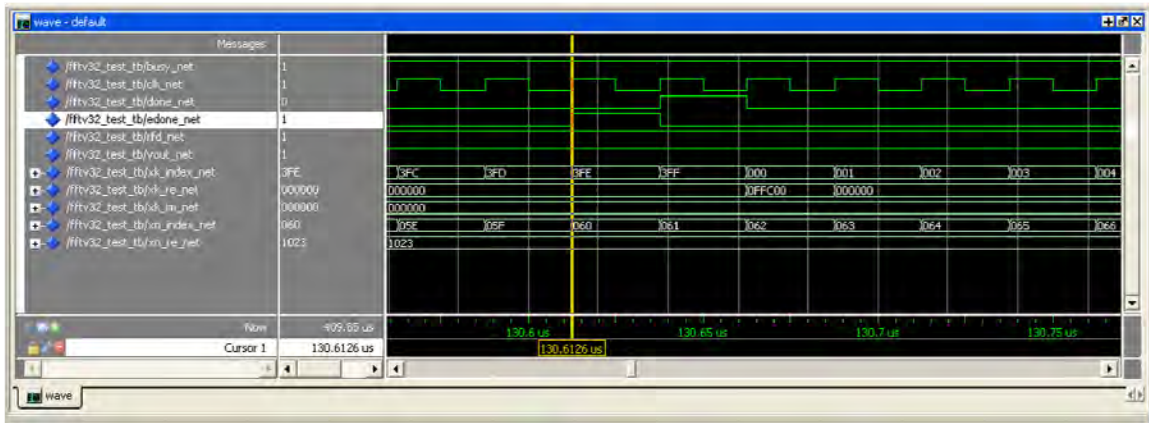 wave - default
Messages
/fftv32_test_tb/busy_net 1
/fftv32_test_tb/clk_net 1
/fftv32_test_tb/done_net 0
/fftv32_test_tb/edone_net 1
/fftv32_test_tb/rfd_net 1
/fftv32_test_tb/vout_net 1
/fftv32_test_tb/xk_index_net 3FE 3FC 3FD 3FE 3FF 000 001 002 003 004
/fftv32_test_tb/xk_re_net 000000 000000 0FFC00 000000
/fftv32_test_tb/xk_im_net 000000 000000
/fftv32_test_tb/xn_index_net 060 05E 05F 060 061 062 063 064 065 066
/fftv32_test_tb/xn_re_net 1023 1023
Now 409.65 us 130.6 us 130.65 us 130.7 us 130.75 us
Cursor 1 130.6126 us 130.6126 us
wave